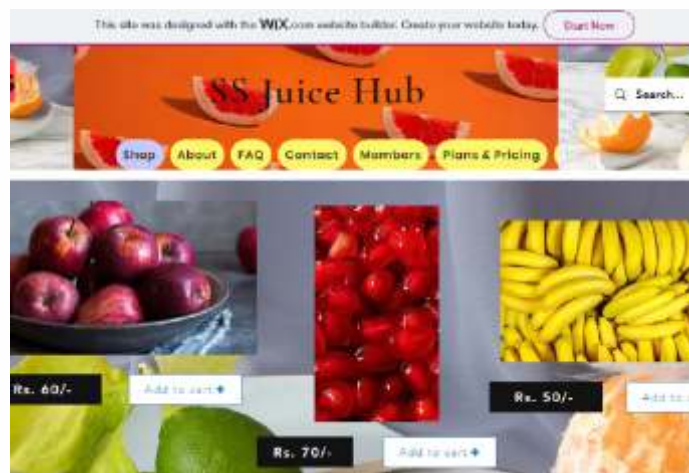 This site was designed with the WIX.com website builder. Create your website today. Start Now
SS Juice Hub
Search...
Shop About FAQ Contact Members Plans & Pricing
Rs. 60/-
Add to cart
Rs. 50/-
Add to
Rs. 70/-
Add to cart